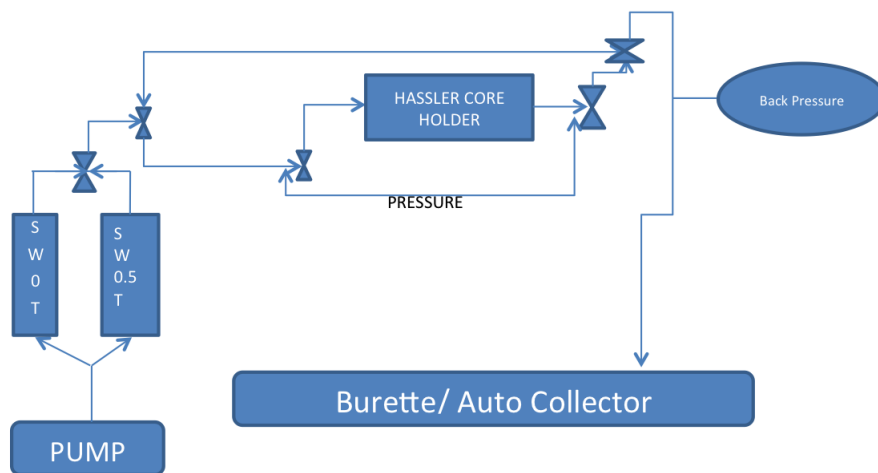 HASSLER CORE
HOLDER
Back Pressure
PRESSURE
S
W
0
T
S
W
0.5
T
Burette/ Auto Collector
PUMP